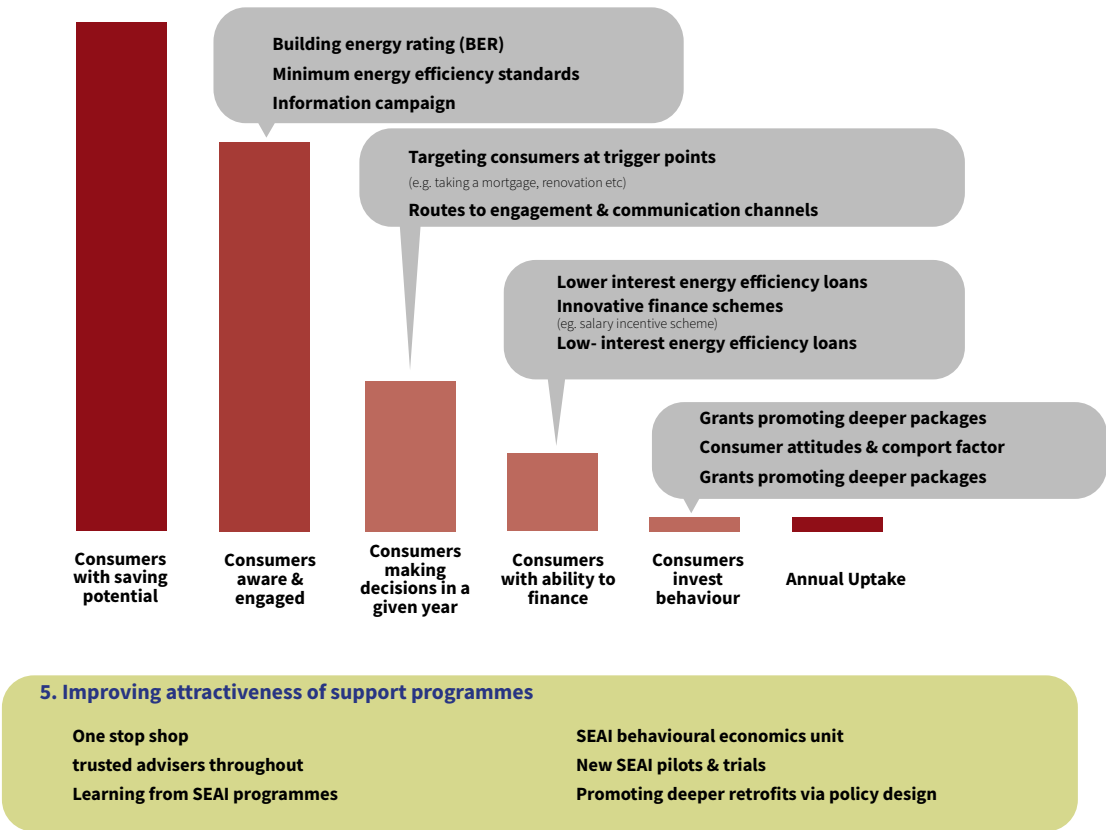 Building energy rating (BER)
Minimum energy efficiency standards
Information campaign
Targeting consumers at trigger points
(e.g. taking a mortgage, renovation etc)
Routes to engagement & communication channels
Lower interest energy efficiency loans
Innovative finance schemes
(eg. salary incentive scheme)
Low- interest energy efficiency loans
Grants promoting deeper packages
Consumer attitudes & comport factor
Grants promoting deeper packages
Consumers
with saving
potential
Consumers
aware &
engaged
Consumers
making
decisions in a
given year
Consumers
with ability to
finance
Consumers
invest
behaviour
Annual Uptake
5. Improving attractiveness of support programmes
One stop shop
trusted advisers throughout
Learning from SEAI programmes
SEAI behavioural economics unit
New SEAI pilots & trials
Promoting deeper retrofits via policy design